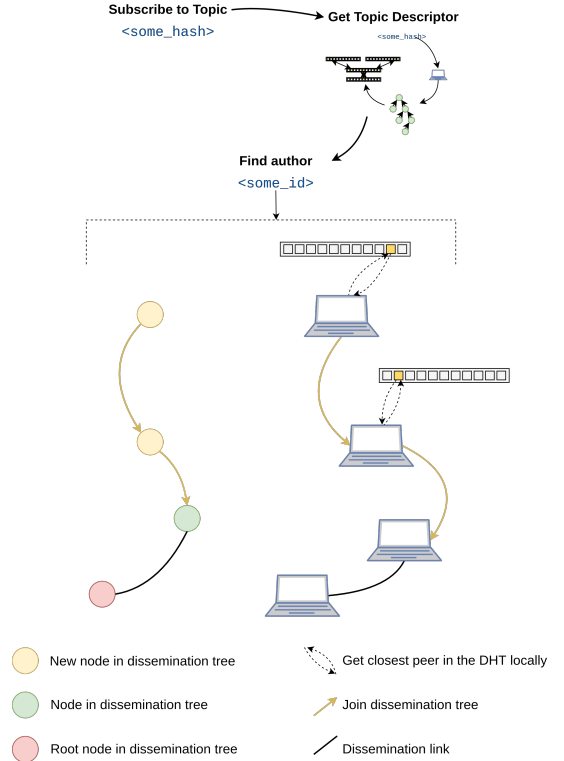 Subscribe to Topic
<some_hash>
Get Topic Descriptor
<some_hash>
Find author
<some_id>
New node in dissemination tree
Get closest peer in the DHT locally
Node in dissemination tree
Join dissemination tree
Root node in dissemination tree
Dissemination link